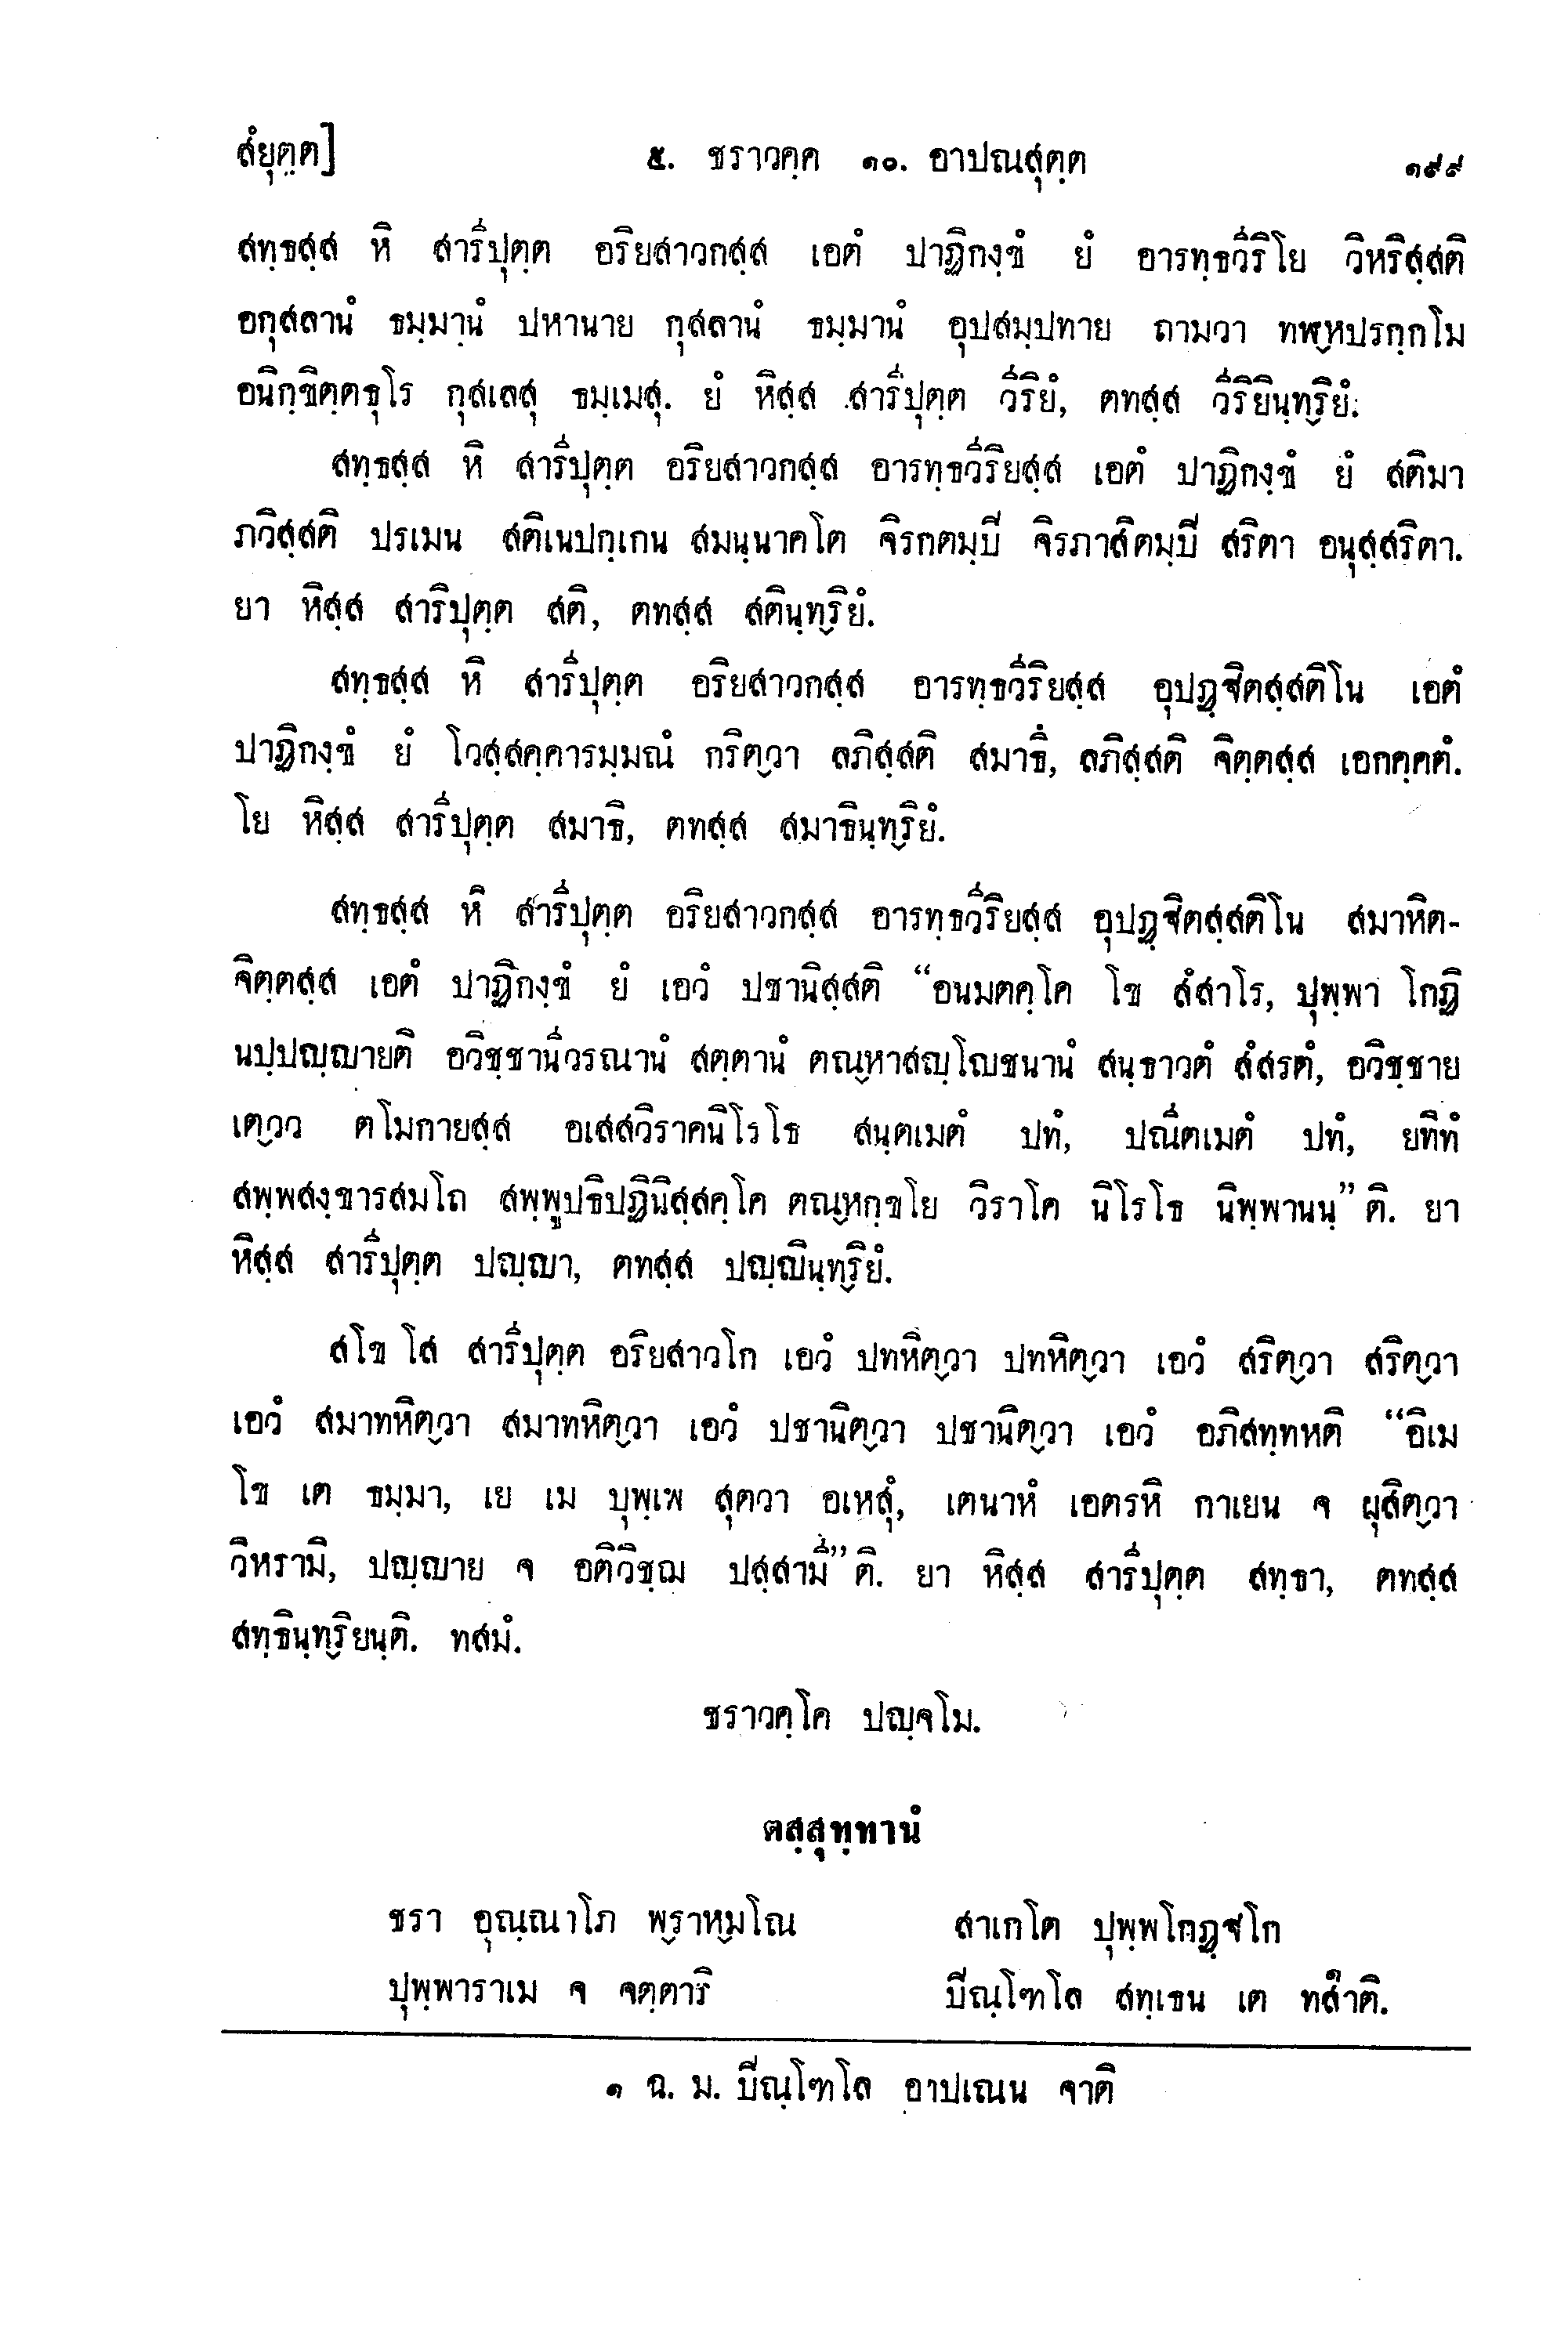 สํยุตฺต] ๕. ชราวคฺค ๑๐. อาปณสุตฺต ๑๙๙
สทฺธสฺส หิ สาริปุตฺต อริยสาวกสฺส เอตํ ปาฏิกงฺขํ ยํ อารทฺธวีริโย วิหริสฺสติ
อกุสลานํ ธมฺมานํ ปหานาย กุสลานํ ธมฺมานํ อุปสมฺปทาย ถามวา ทฬฺหปรกฺกโม
อนิกฺขิตฺตธุโร กุสเลสุ ธมฺเมสุ. ยํ หิสฺส สาริปุตฺต วีริยํ, ตทสฺส วีริยินฺทฺริยํ.
สทฺธสฺส หิ สาริปุตฺต อริยสาวกสฺส อารทฺธวีริยสฺส เอตํ ปาฏิกงฺขํ ยํ สติมา
ภวิสฺสติ ปรเมน สติเนปกฺเกน สมนฺนาคโต จิรกตมฺปิ จิรภาสิตมฺปิ สริตา อนุสฺสริตา.
ยา หิสฺส สาริปุตฺต สติ, ตทสฺส สตินฺทฺริยํ.
สทฺธสฺส หิ สาริปุตฺต อริยสาวกสฺส อารทฺธวีริยสฺส อุปฏฺฐิตสฺสติโน เอตํ
ปาฏิกงฺขํ ยํ โวสฺสคฺคารมฺมณํ กริตฺวา ลภิสฺสติ สมาธึ, ลภิสฺสติ จิตฺตสฺส เอกคฺคตํ.
โย หิสฺส สาริปุตฺต สมาธิ, ตทสฺส สมาธินฺทฺริยํ.
สทฺธสฺส หิ สาริปุตฺต อริยสาวกสฺส อารทฺธวีริยสฺส อุปฏฺฐิตสฺสติโน สมาหิต-
จิตฺตสฺส เอตํ ปาฏิกงฺขํ ยํ เอวํ ปชานิสฺสติ “อนมตคฺโค โข สํสาโร, ปุพฺพา โกฏิ
นปฺปญฺญายติ อวิชฺชานีวรณานํ สตฺตานํ ตณฺหาสญฺโญชนานํ สนฺธาวตํ สํสรตํ, อวิชฺชาย
เตฺวว ตโมกายสฺส อเสสวิราคนิโรโธ สนฺตเมตํ ปทํ, ปณีตเมตํ ปทํ, ยทิทํ
สพฺพสงฺขารสมโถ สพฺพูปธิปฏินิสฺสคฺโค ตณฺหกฺขโย วิราโค นิโรโธ นิพฺพานนฺ” ติ. ยา
หิสฺส สาริปุตฺต ปญฺญา, ตทสฺส ปญฺญินฺทฺริยํ.
สโข โส สาริปุตฺต อริยสาวโก เอวํ ปทหิตฺวา ปทหิตฺวา เอวํ สริตฺวา สริตฺวา
เอวํ สมาทหิตฺวา สมาทหิตฺวา เอวํ ปชานิตฺวา ปชานิตฺวา เอวํ อภิสทฺทหติ “อิเม
โข เต ธมฺมา, เย เม ปุพฺเพ สุตวา อเหสุํ, เตนาหํ เอตรหิ กาเยน จ ผุสิตฺวา
วิหรามิ, ปญฺญาย จ อติวิชฺฌ ปสฺสามี” ติ. ยา หิสฺส สาริปุตฺต สทฺธา, ตทสฺส
สทฺธินฺทฺริยนฺติ. ทสมํ.
ชราวคฺโค ปญฺจโม.
ตสฺสุทฺทานํ
ชรา อุณฺณาโภ พฺราหฺมโณ สาเกโต ปุพฺพโกฏฺฐโก
ปุพฺพาราเม จ จตฺตาริ ปิณฺโฑโล สทฺเธน เต ทส๑าติ.
๑ ฉ. ม. ปิณฺโฑโล อาปเณน จาติ